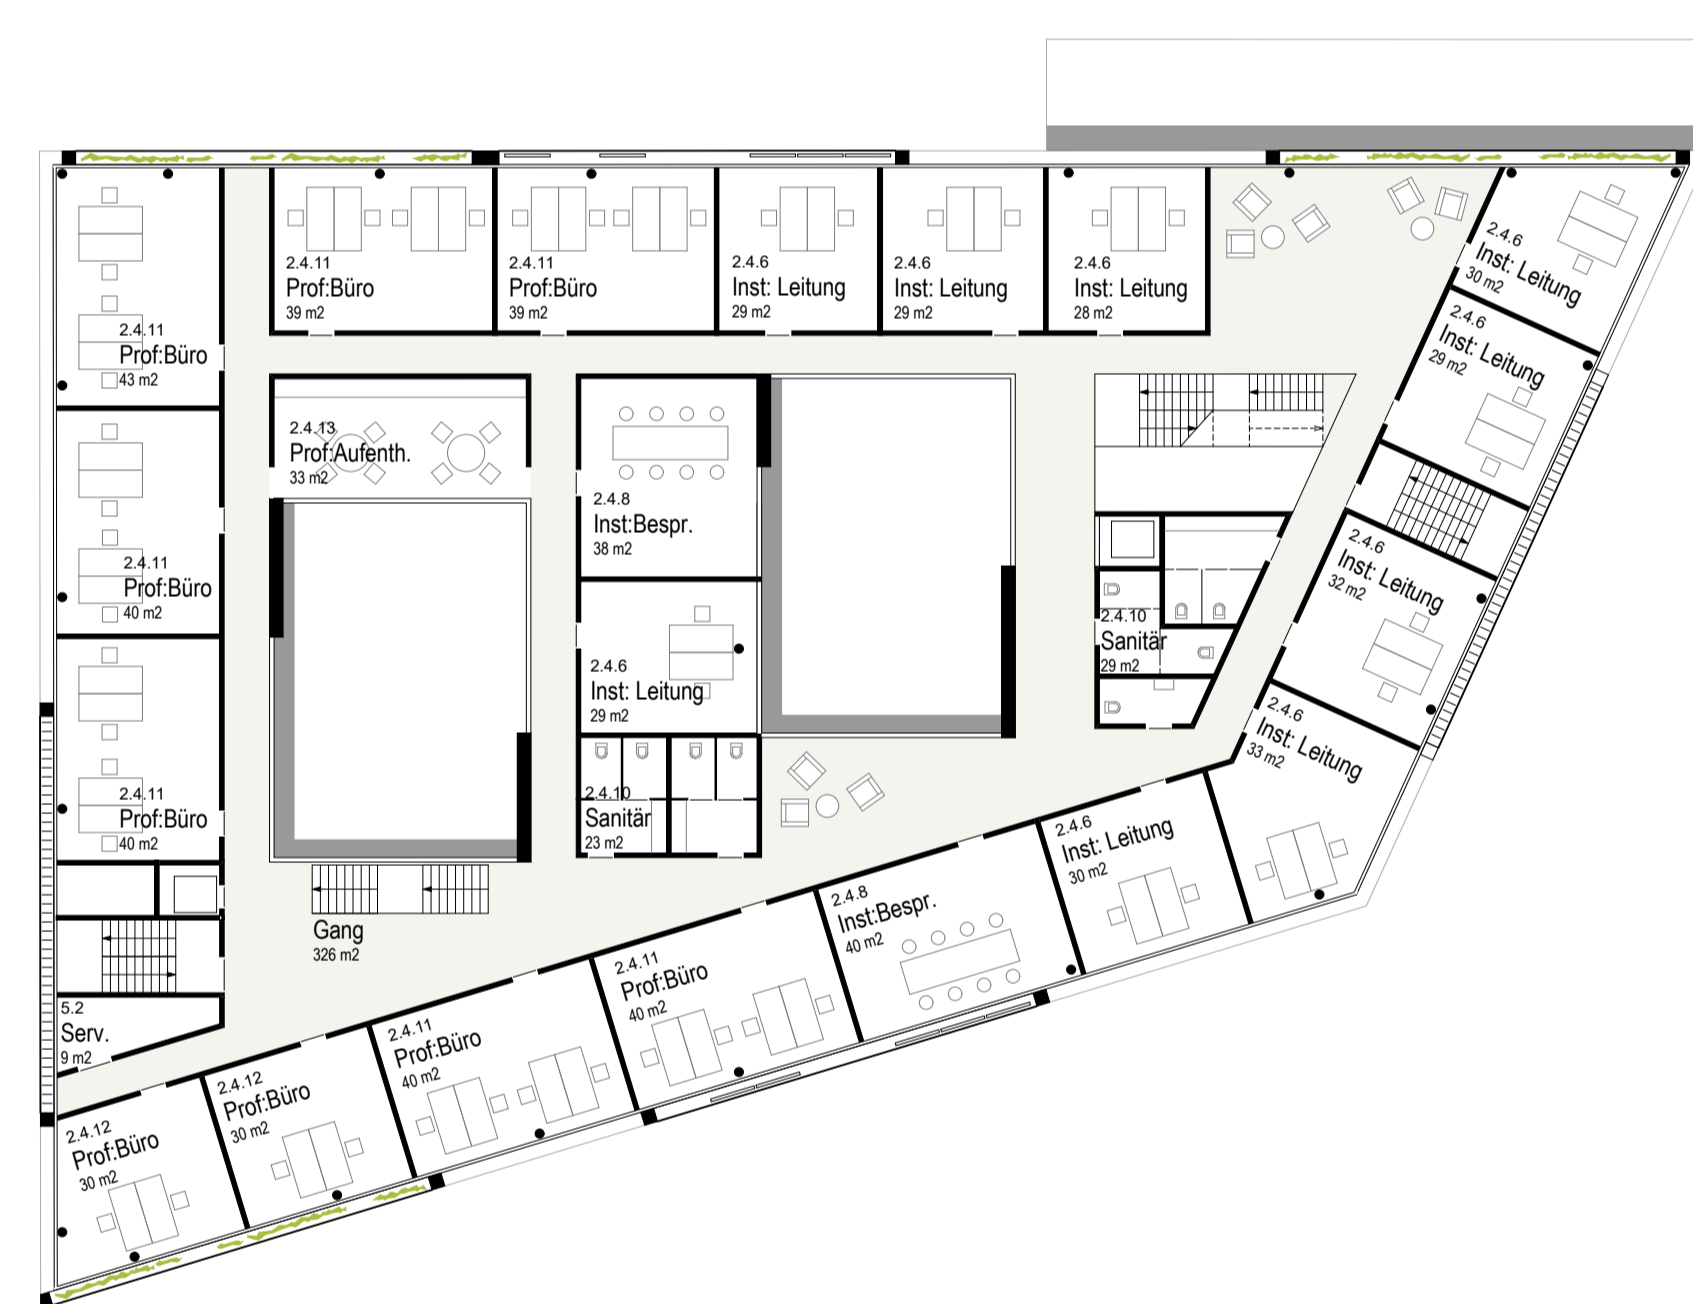 2.4.11
Prof:Büro
39 m2
2.4.11
Prof:Büro
39 m2
2.4.6
Inst: Leitung
29 m2
2.4.6
Inst: Leitung
29 m2
2.4.6
Inst: Leitung
28 m2
2.4.6
Inst: Leitung
30 m2
2.4.6
Inst: Leitung
29 m2
2.4.11
Prof:Büro
43 m2
2.4.13
Prof:Aufenth.
33 m2
2.4.8
Inst:Bespr.
38 m2
2.4.6
Inst: Leitung
32 m2
2.4.11
Prof:Büro
40 m2
2.4.10
Sanitär
29 m2
2.4.6
Inst: Leitung
29 m2
2.4.6
Inst: Leitung
33 m2
2.4.11
Prof:Büro
40 m2
2.4.10
Sanitär
23 m2
2.4.6
Inst: Leitung
30 m2
2.4.8
Inst:Bespr.
40 m2
Gang
326 m2
2.4.11
Prof:Büro
40 m2
5.2
Serv.
9 m2
2.4.11
Prof:Büro
40 m2
2.4.12
Prof:Büro
30 m2
2.4.12
Prof:Büro
30 m2